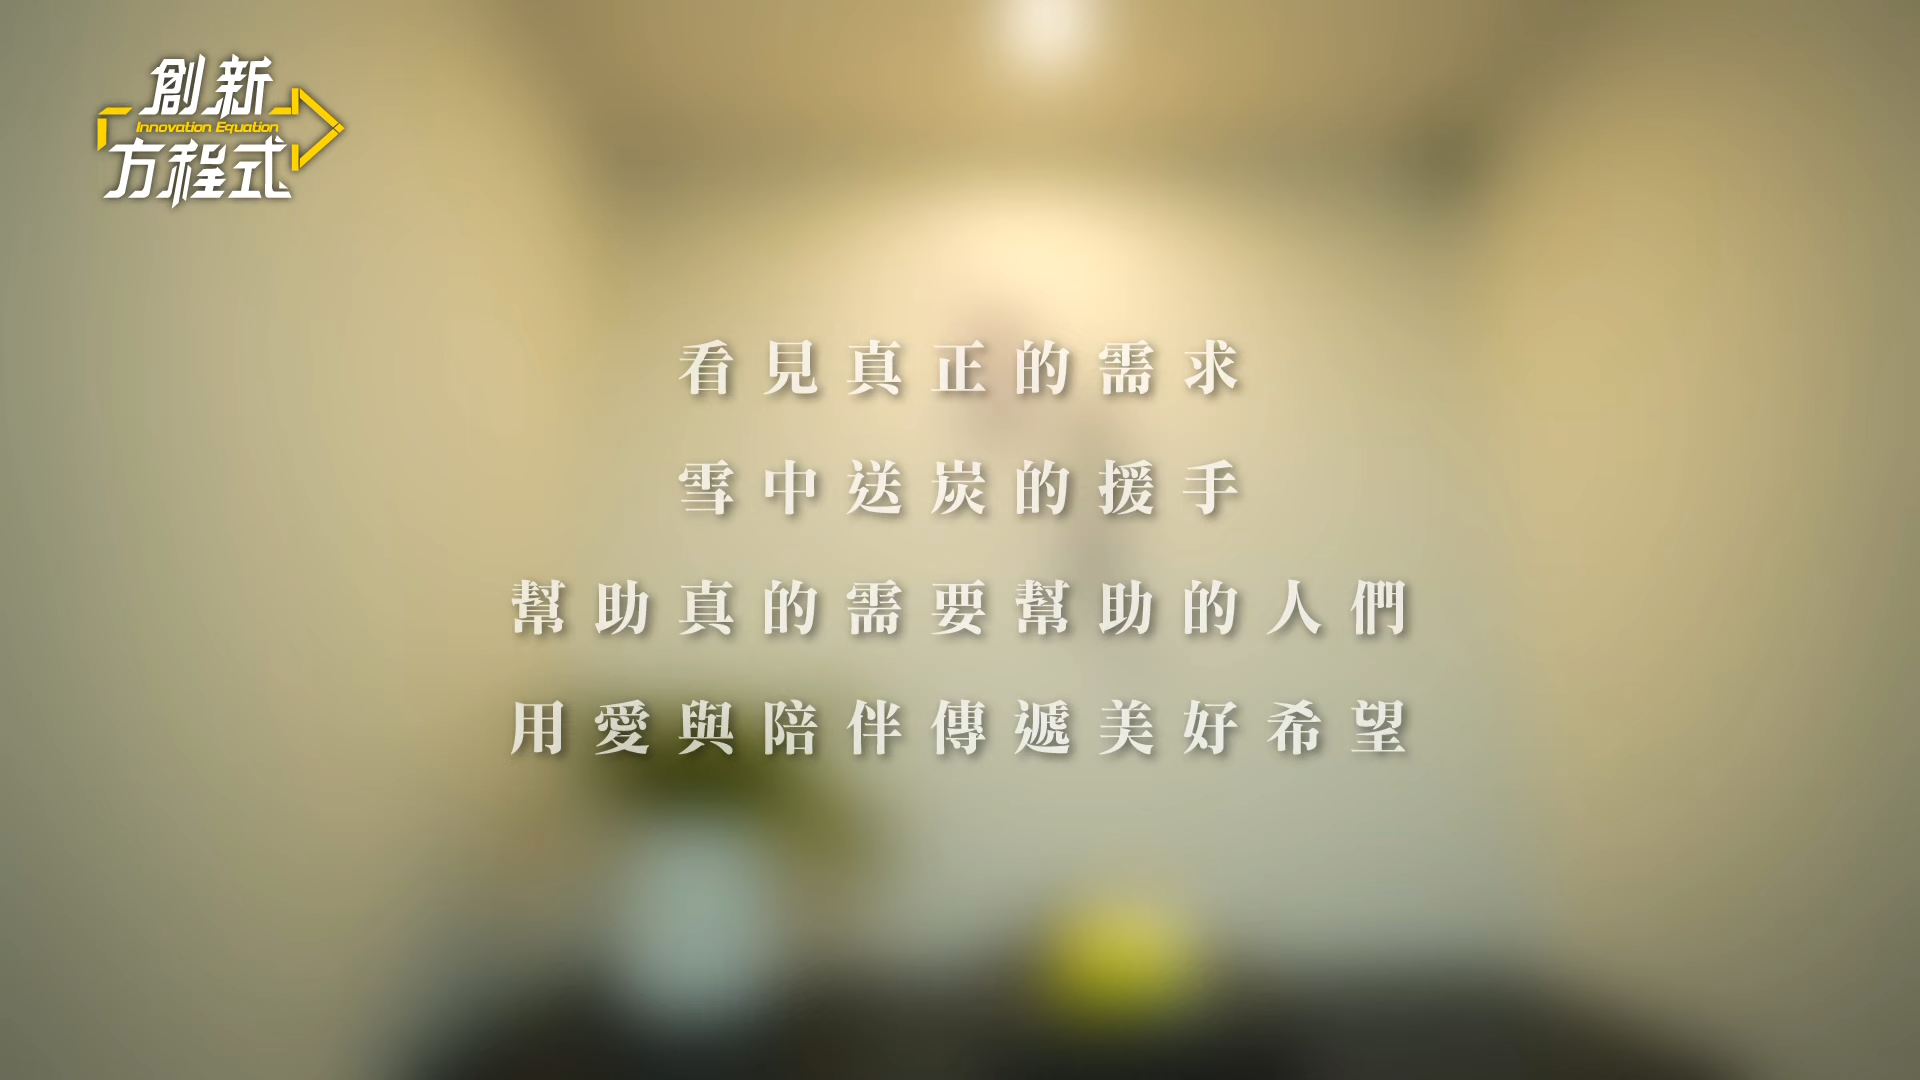 創新
Innovation Equation
方程式
看見真正的需求
雪中送炭的援手
幫助真的需要幫助的人們
用愛與陪伴傳遞美好希望